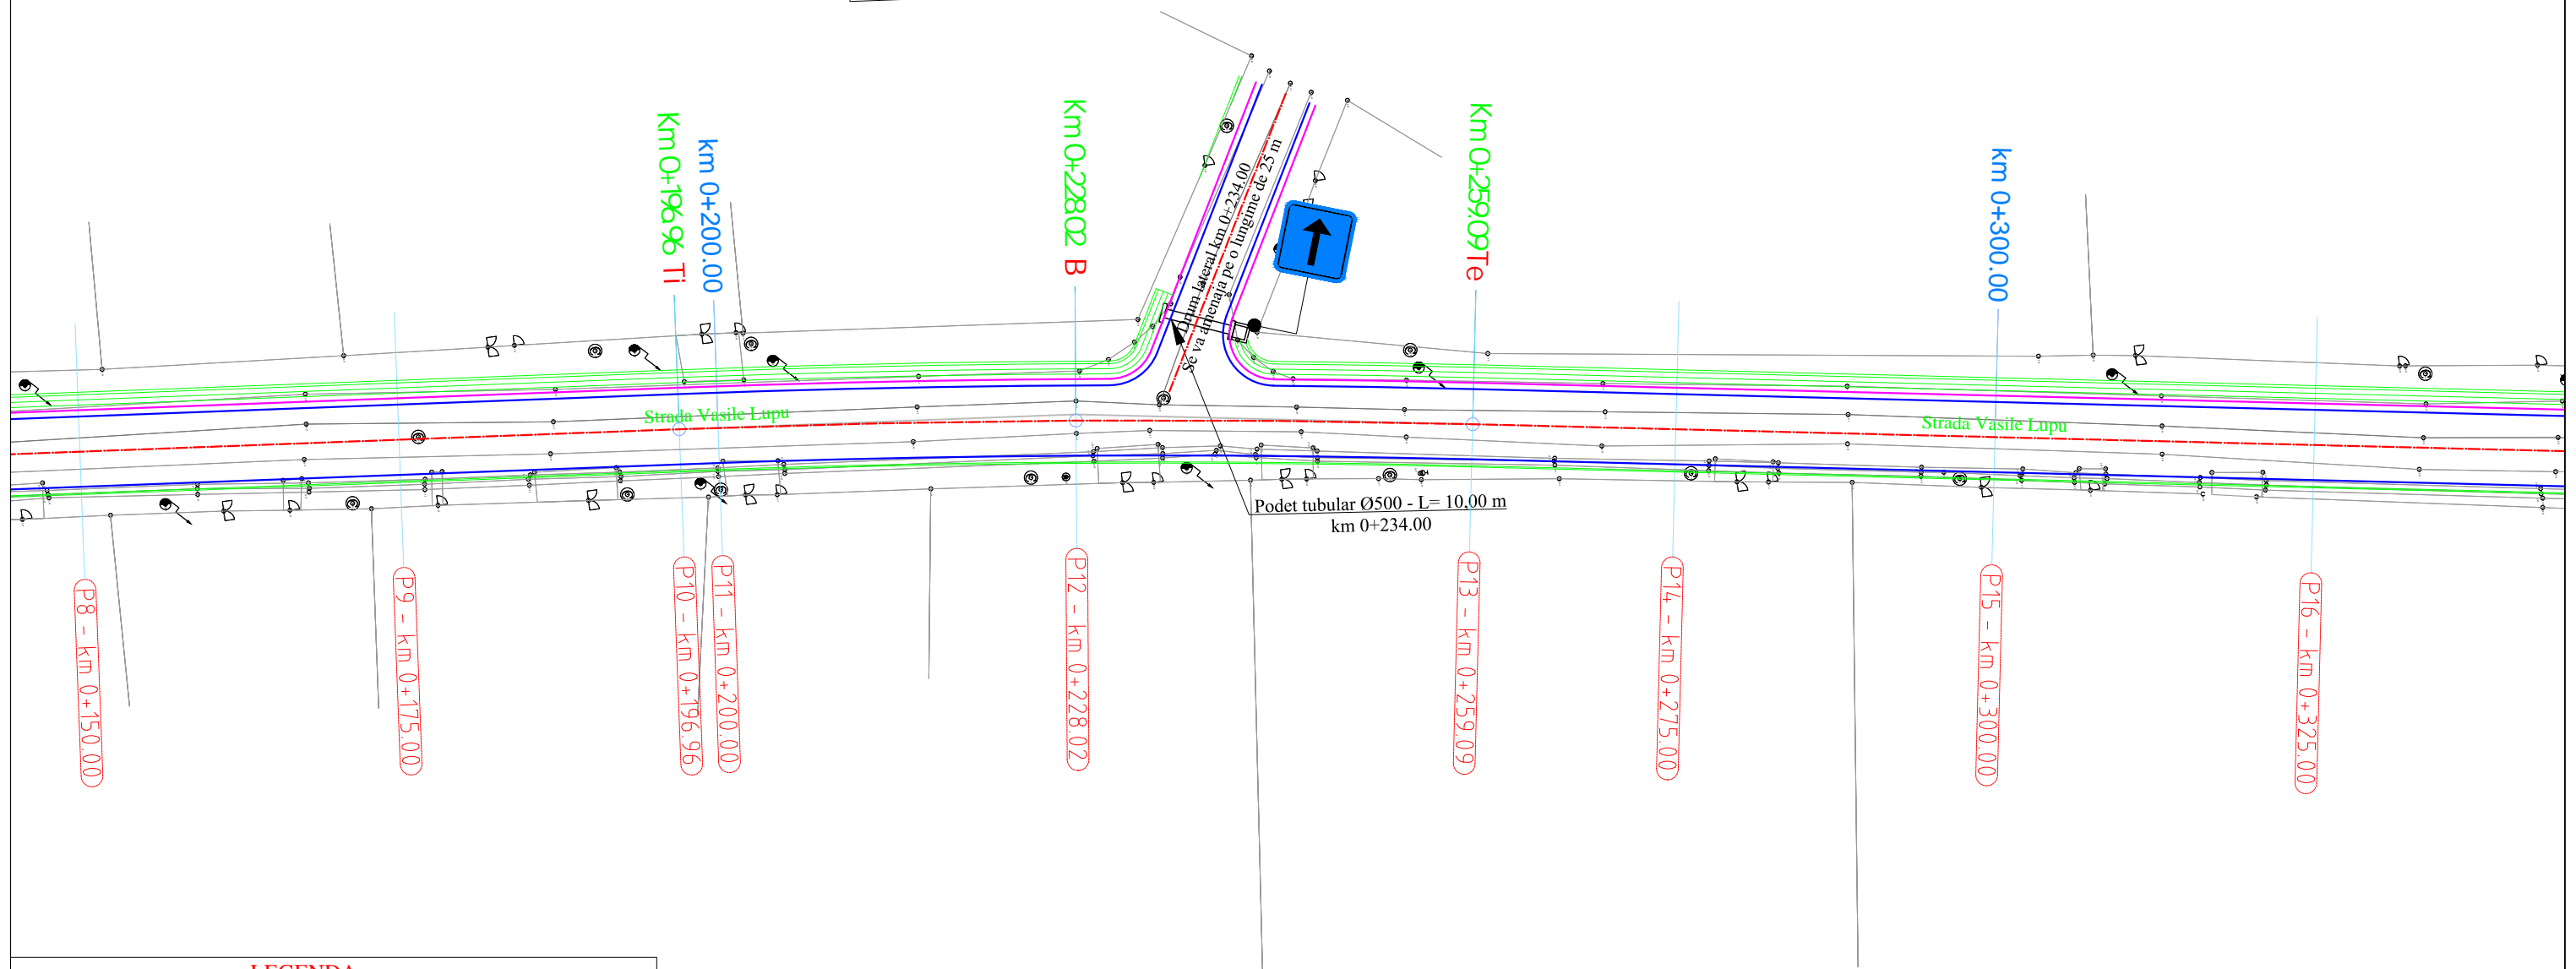 Km 0+196.96 Ti
km 0+200.00
Km 0+228.02 B
Km 0+259.09 Te
km 0+300.00
Drum lateral km 0+234.00
Se va amenaja pe o lungime de 25 m
Strada Vasile Lupu
Strada Vasile Lupu
Podet tubular Ø500 - L= 10,00 m
km 0+234.00
P8 - km 0+150.00
P9 - km 0+175.00
P10 - km 0+196.96
P11 - km 0+200.00
P12 - km 0+228.02
P13 - km 0+259.09
P14 - km 0+275.00
P15 - km 0+300.00
P16 - km 0+325.00
LEGENDA